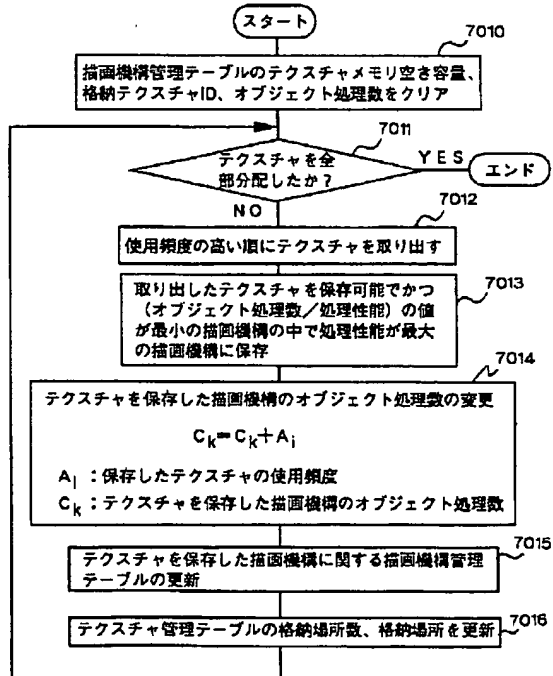 スタート
7010
描画機構管理テーブルのテクスチャメモリ空き容量、
格納テクスチャID、オブジェクト処理数をクリア
7011
テクスチャを全
部分配したか？
YES
エンド
NO
7012
使用頻度の高い順にテクスチャを取り出す
7013
取り出したテクスチャを保存可能でかつ
（オブジェクト処理数／処理性能）の値
が最小の描画機構の中で処理性能が最大
の描画機構に保存
7014
テクスチャを保存した描画機構のオブジェクト処理数の変更
Ck=Ck+Ai
Ai：保存したテクスチャの使用頻度
Ck：テクスチャを保存した描画機構のオブジェクト処理数
7015
テクスチャを保存した描画機構に関する描画機構管理
テーブルの更新
7016
テクスチャ管理テーブルの格納場所数、格納場所を更新